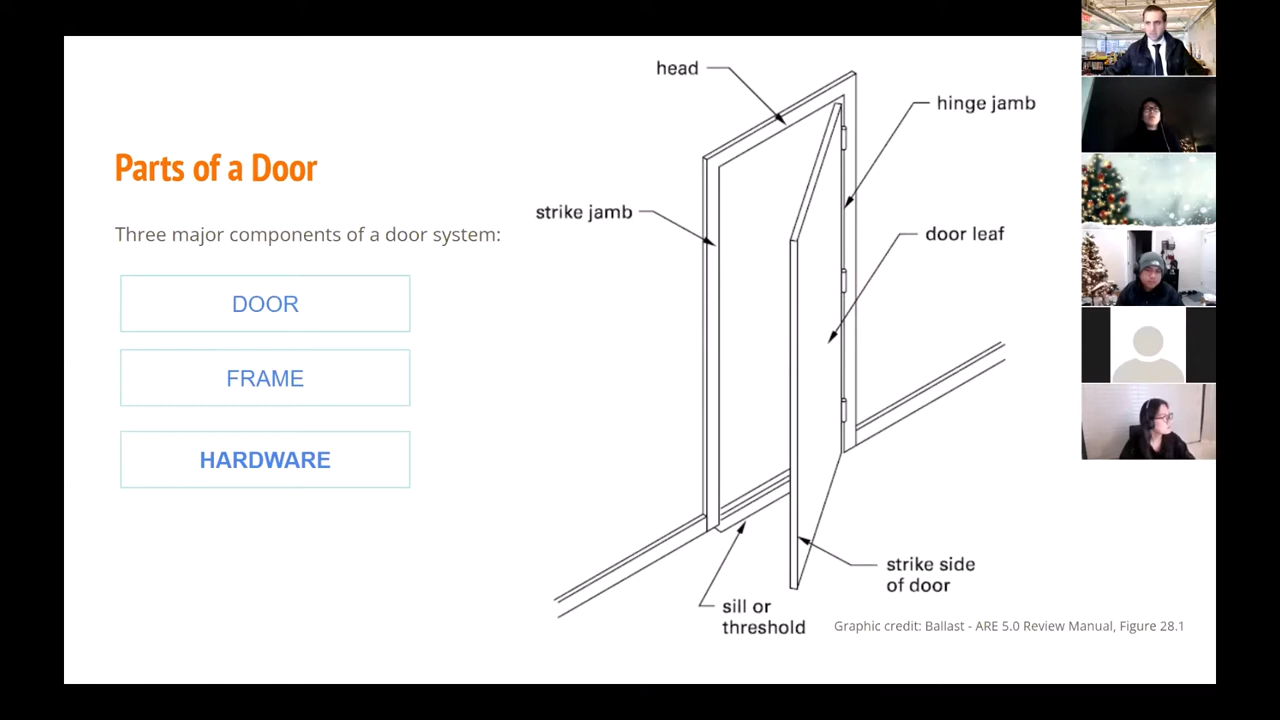 Parts of a Door
Three major components of a door system:
DOOR
FRAME
HARDWARE
head
hinge jamb
strike jamb
door leaf
strike side
of door
sill or
threshold
Graphic credit: Ballast - ARE 5.0 Review Manual, Figure 28.1